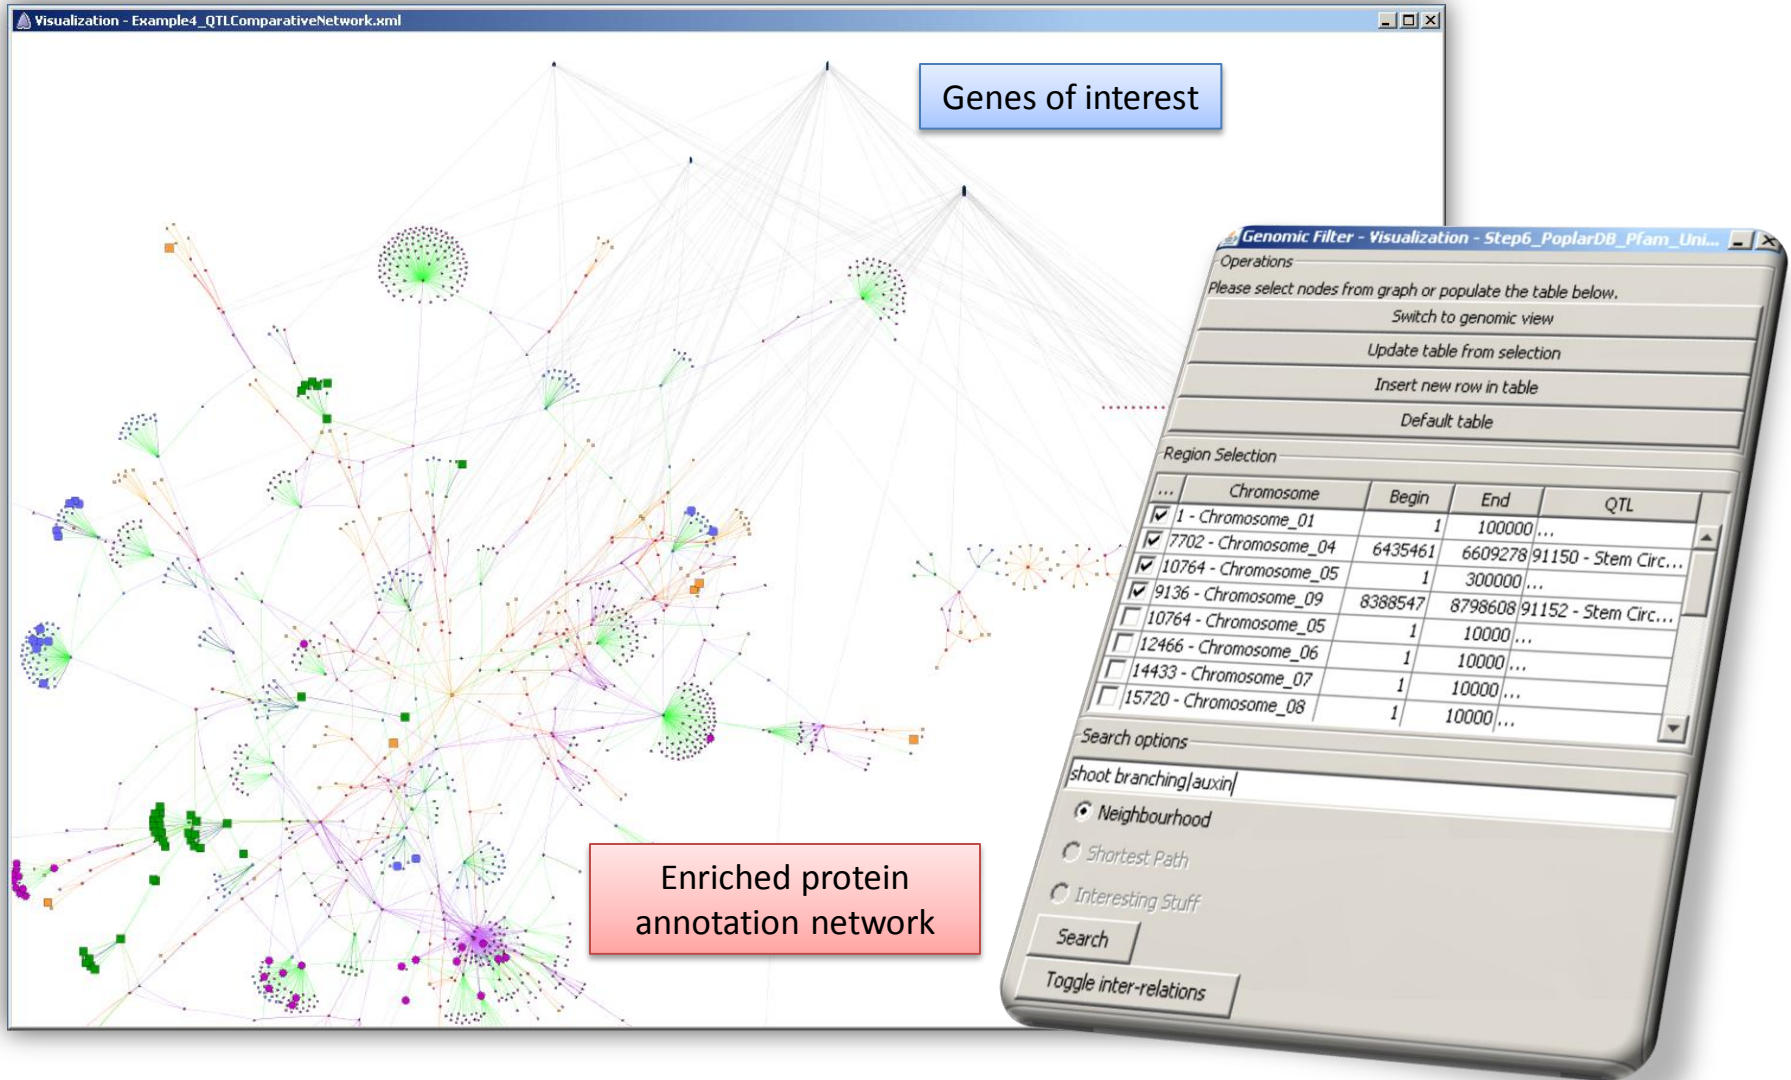 Visualization - Example4_QTLComparativeNetwork.xml
Genes of interest
Enriched protein
annotation network
Genomic Filter - Visualization - Step6_PoplarDB_Pfam_Uni...
Operations
Please select nodes from graph or populate the table below.
Switch to genomic view
Update table from selection
Insert new row in table
Default table
Region Selection
... Chromosome Begin End QTL
1 - Chromosome_01 1 100000 ...
7702 - Chromosome_04 6435461 6609278 91150 - Stem Circ...
10764 - Chromosome_05 1 300000 ...
9136 - Chromosome_09 8388547 8798608 91152 - Stem Circ...
10764 - Chromosome_05 1 10000 ...
12466 - Chromosome_06 1 10000 ...
14433 - Chromosome_07 1 10000 ...
15720 - Chromosome_08 1 10000 ...
Search options
shoot branching|auxin
Neighbourhood
Shortest Path
Interesting Stuff
Search
Toggle inter-relations